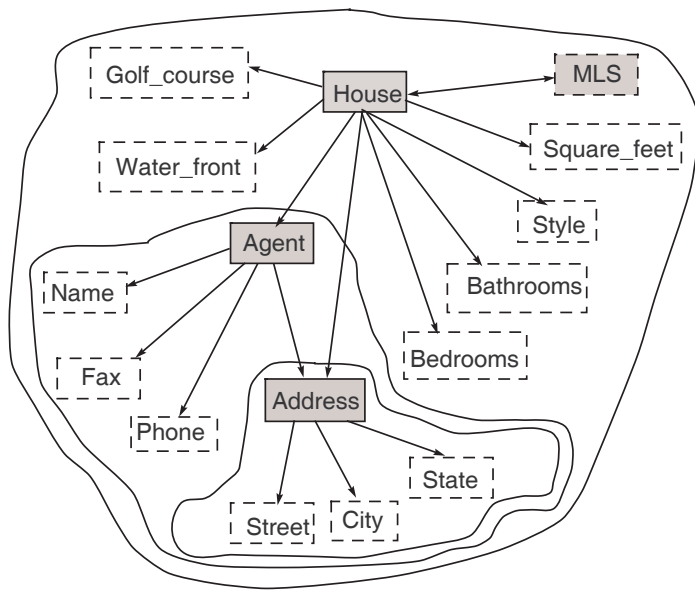 Golf_course
House
MLS
Water_front
Square_feet
Style
Agent
Name
Bathrooms
Fax
Bedrooms
Address
Phone
State
Street
City